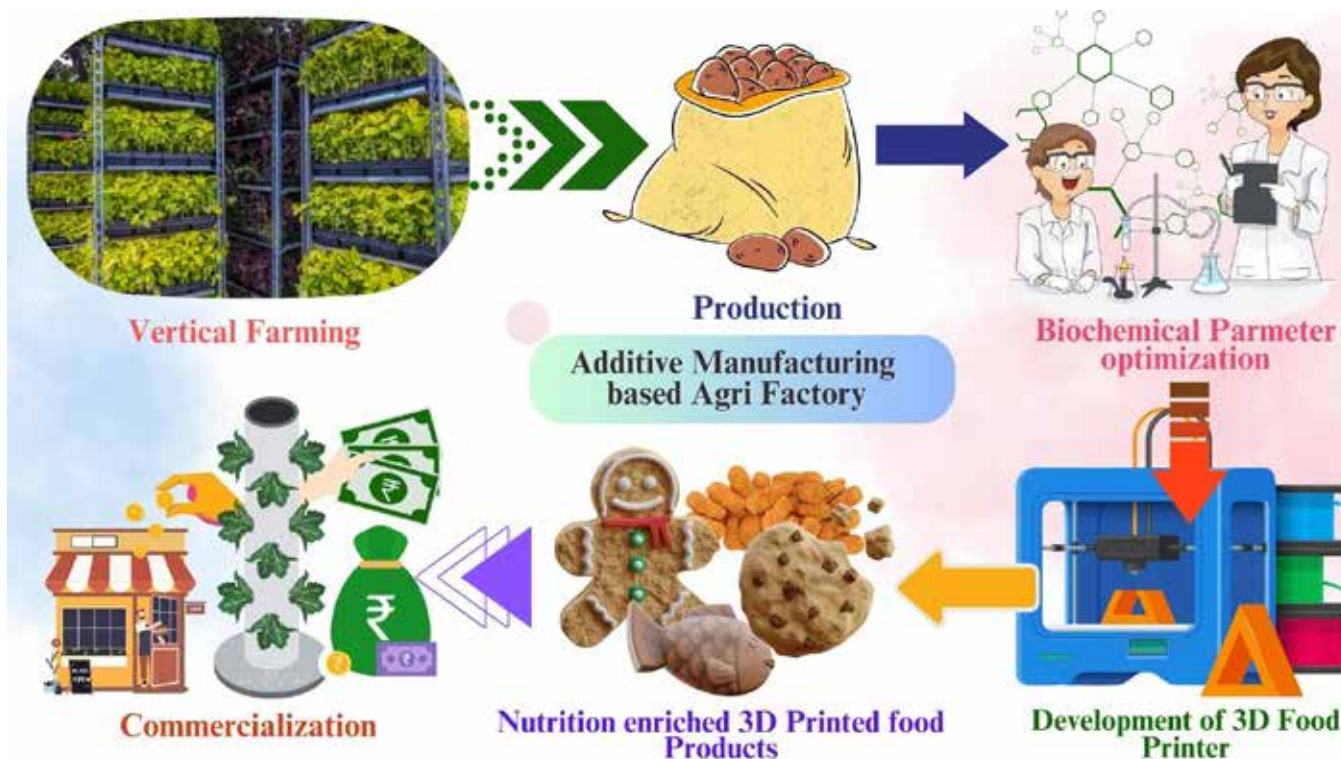 Vertical Farming
Production
Biochemical Parmeter
optimization
Additive Manufacturing
based Agri Factory
Commercialization
Nutrition enriched 3D Printed food
Products
Development of 3D Food
Printer